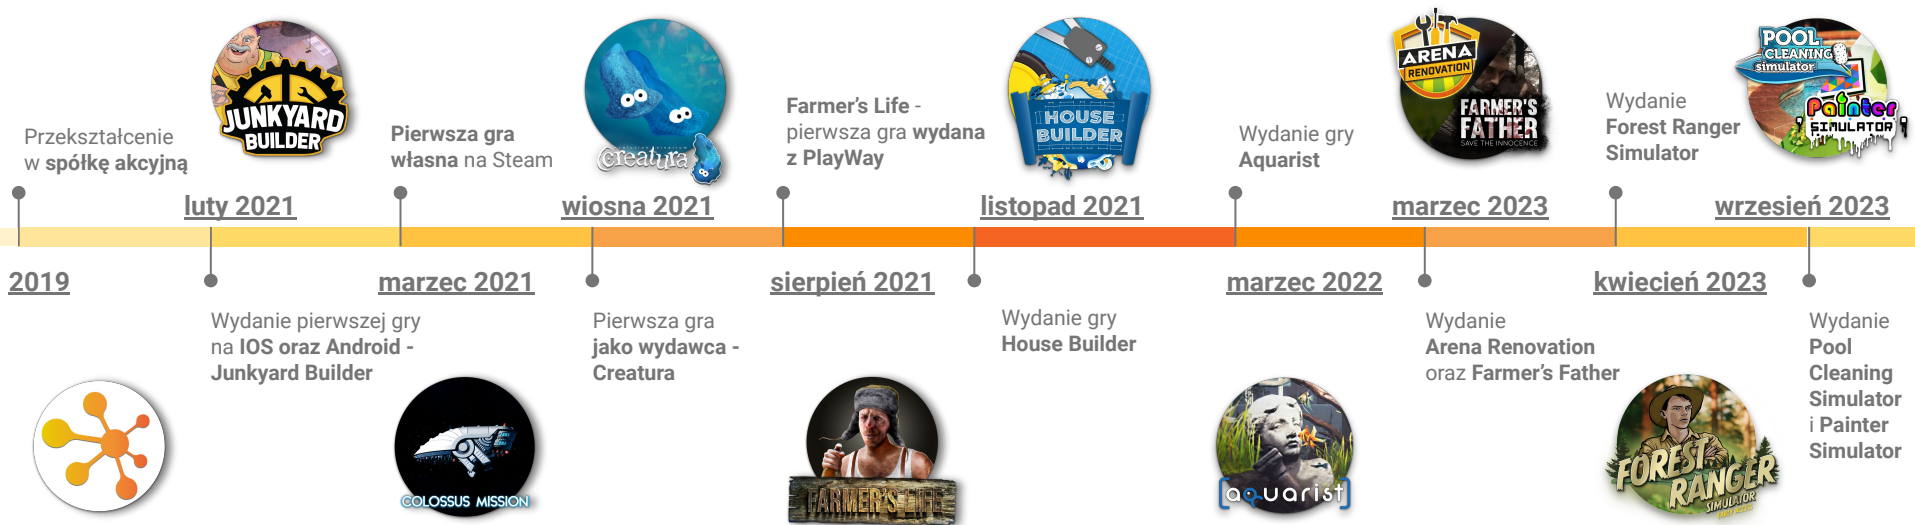 Przekształcenie
w spółkę akcyjną
2019
JUNKYARD
BUILDER
luty 2021
Wydanie pierwszej gry
na IOS oraz Android -
Junkyard Builder
Pierwsza gra
własna na Steam
marzec 2021
COLOSSUS MISSION
creatura
wiosna 2021
Pierwsza gra
jako wydawca -
Creatura
Farmer's Life -
pierwsza gra wydana
z PlayWay
sierpień 2021
FARMER'S LIFE
HOUSE
BUILDER
listopad 2021
Wydanie gry
House Builder
Wydanie gry
Aquarist
marzec 2022
aquarist
ARENA
RENOVATION
FARMER'S
FATHER
SAVE THE INNOCENCE
marzec 2023
Wydanie
Arena Renovation
oraz Farmer's Father
Wydanie
Forest Ranger
Simulator
kwiecień 2023
FOREST
RANGER
SIMULATOR
POOL
CLEANING
simulator
Painter
SIMULATOR
wrzesień 2023
Wydanie
Pool
Cleaning
Simulator
i Painter
Simulator